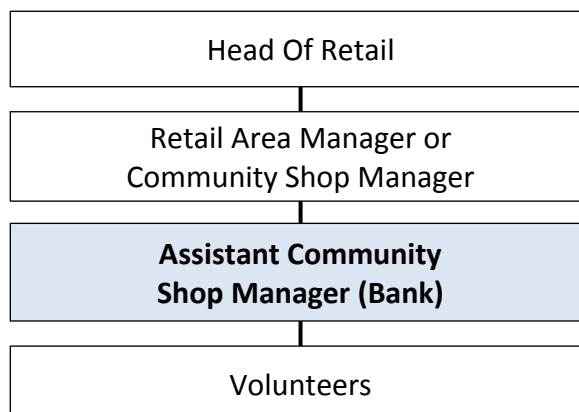 Head Of Retail
Retail Area Manager or
Community Shop Manager
Assistant Community
Shop Manager (Bank)
Volunteers